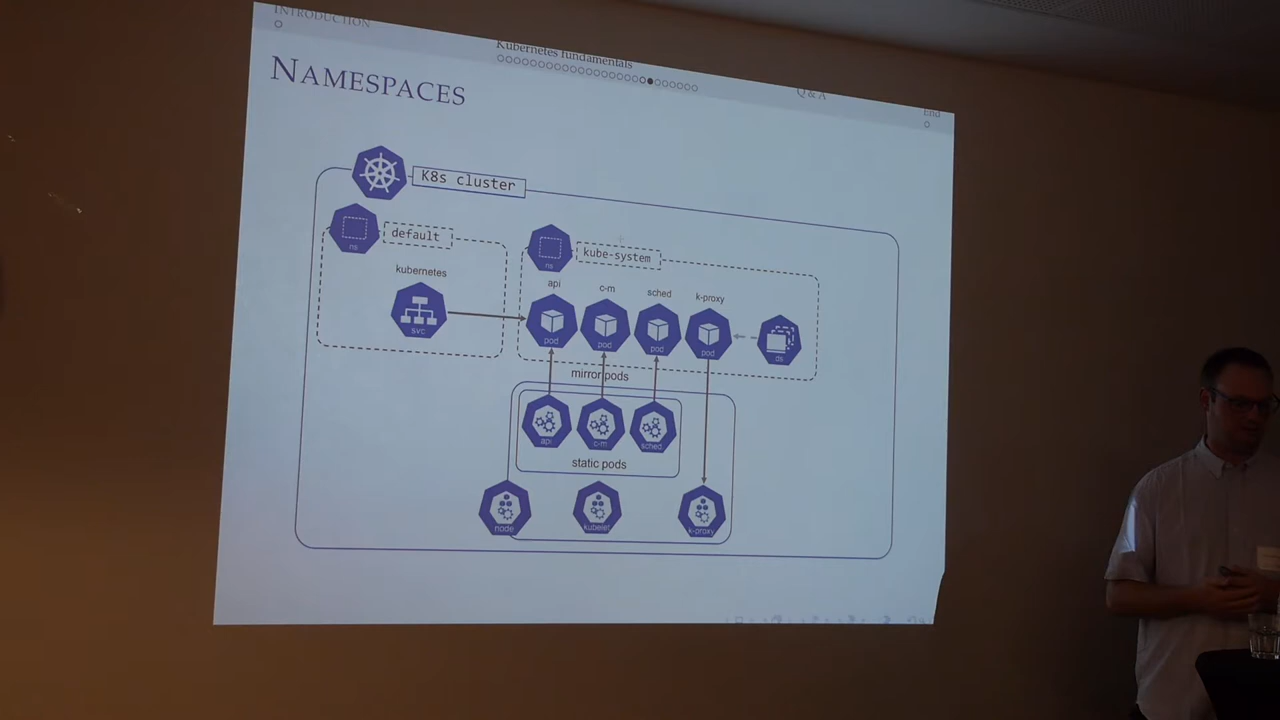 INTRODUCTION
Kubernetes fundamentals
Q & A
End
NAMESPACES
K8s cluster
ns
default
ns
kube-system
kubernetes
api
c-m
sched
k-proxy
svc
pod
pod
pod
pod
ds
mirror pods
api
c-m
sched
static pods
node
kubelet
k-proxy